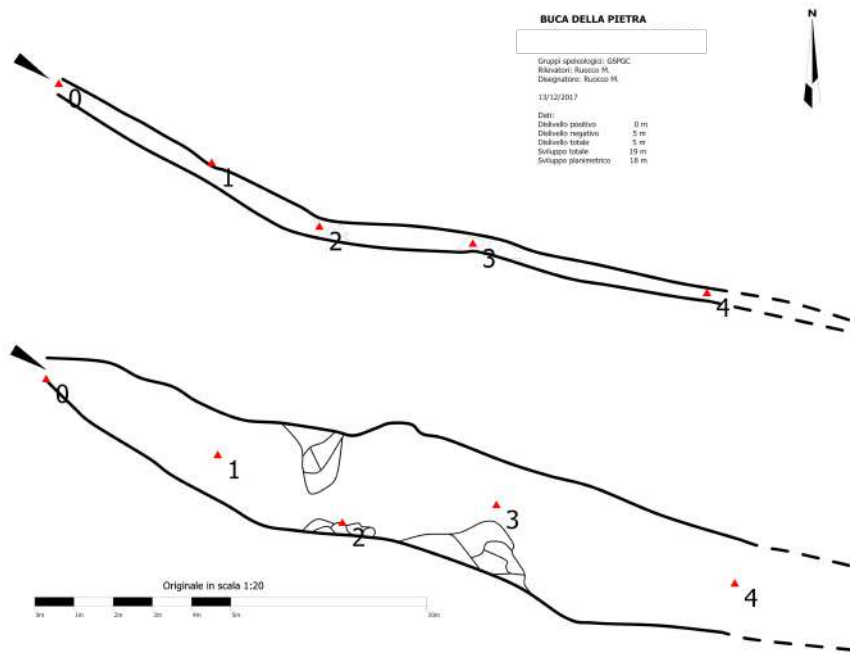 BUCA DELLA PIETRA
N
Gruppi speleologici: GSPGC
Rilevatori: Ruocco M.
Disegnatore: Ruocco M.
13/12/2017
Dati:
Dislivello positivo 0 m
Dislivello negativo 5 m
Dislivello totale 5 m
Sviluppo totale 19 m
Sviluppo planimetrico 18 m
0
1
2
3
4
0
1
2
3
4
Originale in scala 1:20
0m 1m 2m 3m 4m 5m 10m